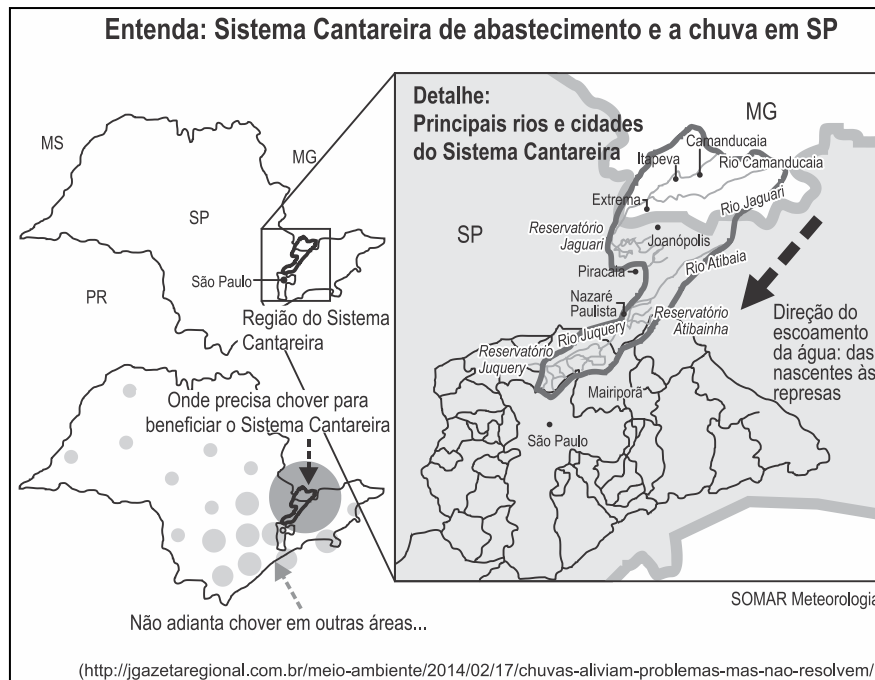 Entenda: Sistema Cantareira de abastecimento e a chuva em SP
MS
MG
SP
São Paulo
PR
Região do Sistema
Cantareira
Onde precisa chover para
beneficiar o Sistema Cantareira
Não adianta chover em outras áreas...
Detalhe:
Principais rios e cidades
do Sistema Cantareira
MG
Camanducaia
Itapeva
Rio Camanducaia
Extrema
Rio Jaguari
SP
Reservatório
Jaguari
Joanópolis
Rio Atibaia
Piracaia
Nazaré
Paulista
Rio Juquery
Reservatório
Atibainha
Reservatório
Juquery
Mairiporã
São Paulo
Direção do
escoamento
da água: das
nascentes às
represas
SOMAR Meteorologia
(http://jgazetaregional.com.br/meio-ambiente/2014/02/17/chuvas-aliviam-problemas-mas-nao-resolvem/